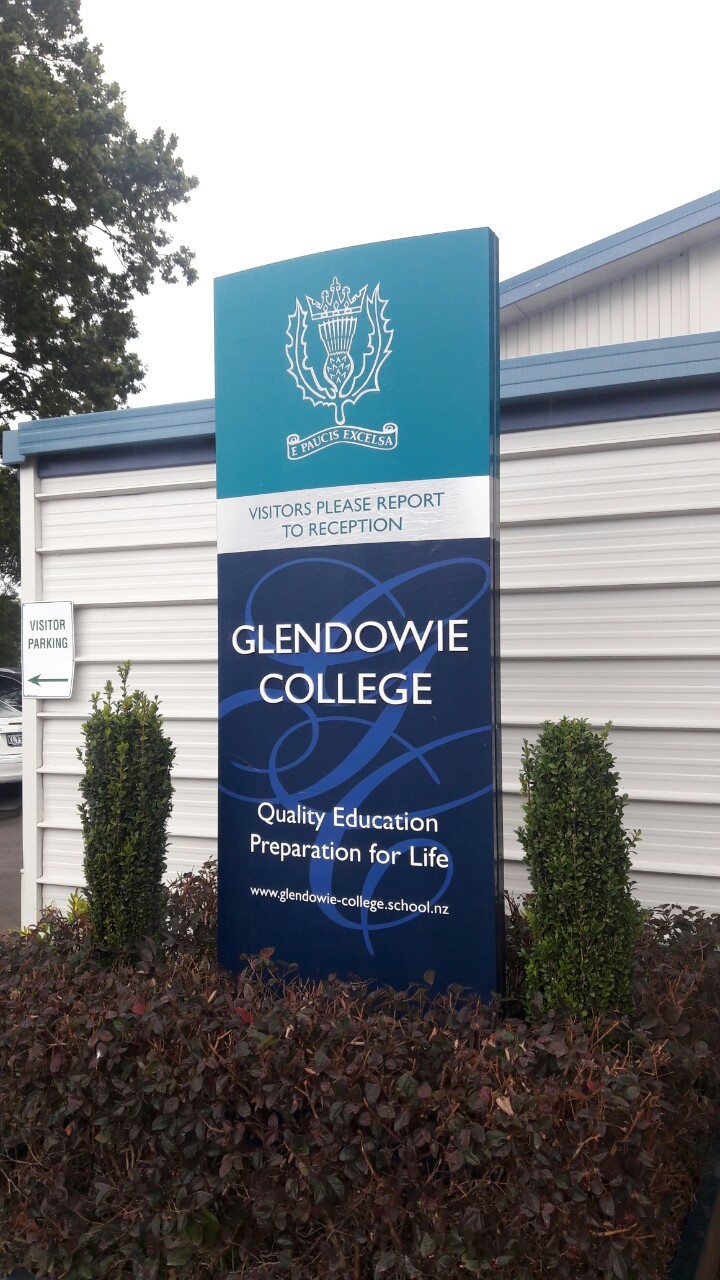 E PAUCIS EXCELSA
VISITORS PLEASE REPORT
TO RECEPTION
GLENDOWIE
COLLEGE
Quality Education
Preparation for Life
www.glendowie-college.school.nz
VISITOR
PARKING